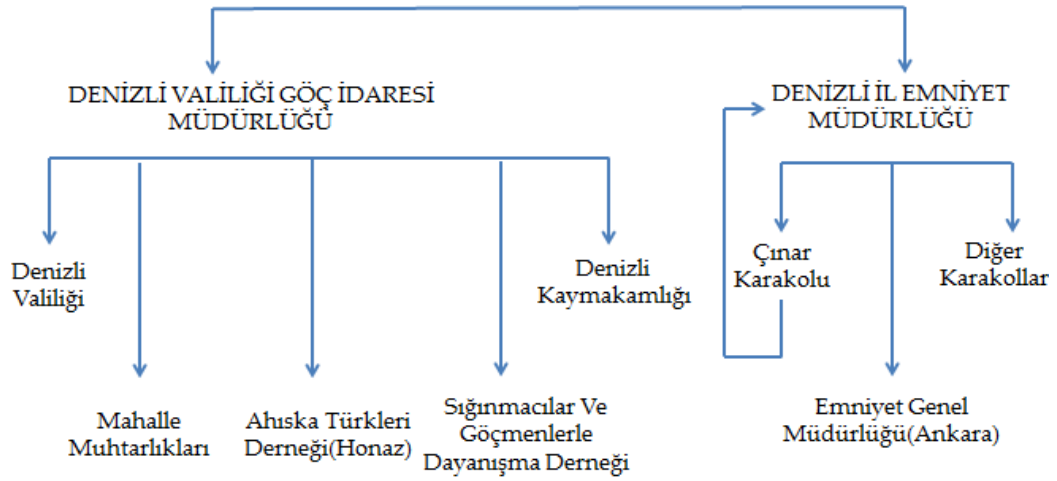 DENİZLİ VALİLİĞİ GÖÇ İDARESİ
MÜDÜRLÜĞÜ
DENİZLİ İL EMNİYET
MÜDÜRLÜĞÜ
Denizli
Valiliği
Denizli
Kaymakamlığı
Çınar
Karakolu
Diğer
Karakollar
Mahalle
Muhtarlıkları
Ahıska Türkleri
Derneği(Honaz)
Sığınmacılar Ve
Göçmenlerle
Dayanışma Derneği
Emniyet Genel
Müdürlüğü(Ankara)